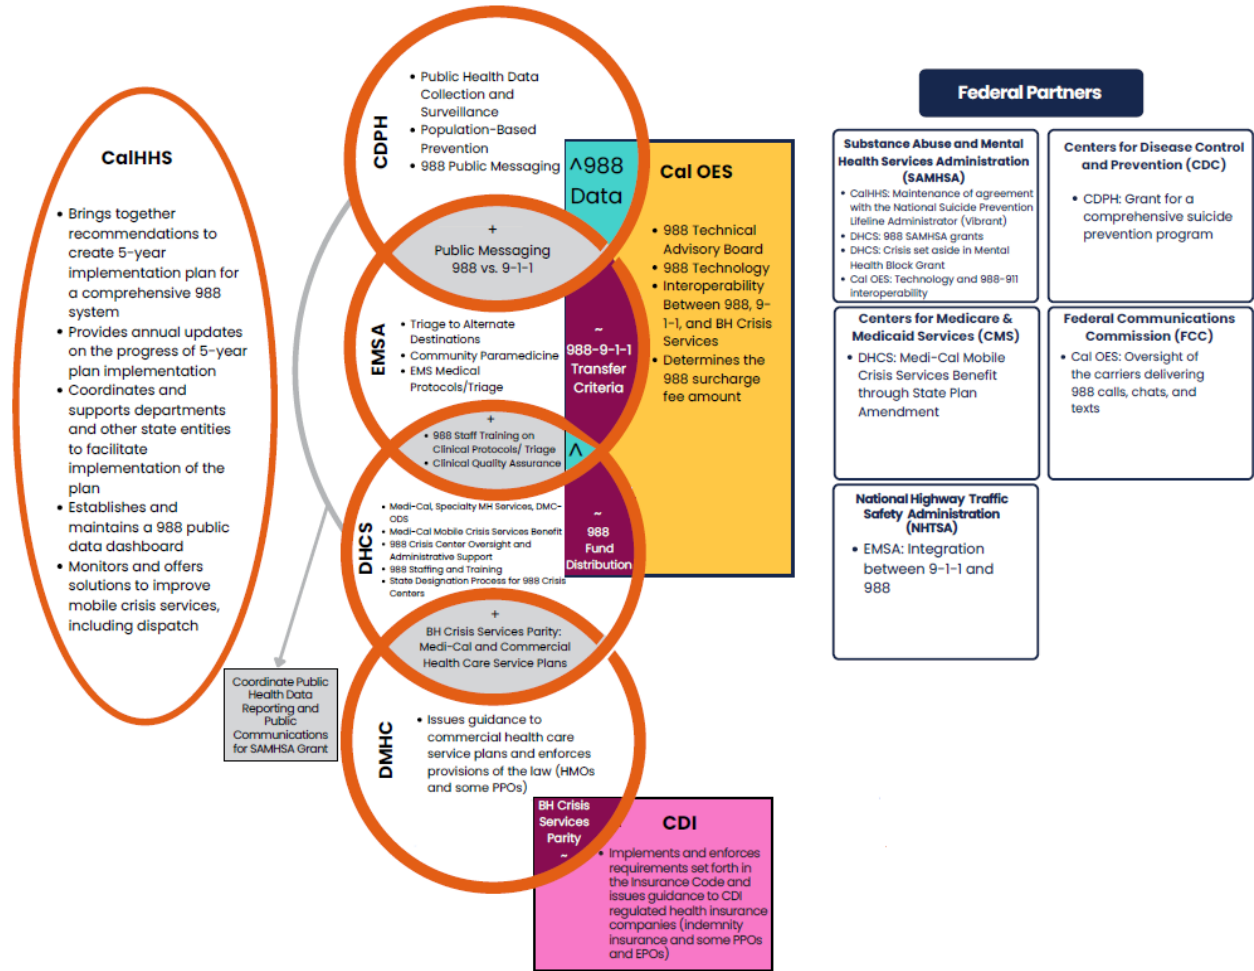 CalHHS
• Brings together
recommendations to
create 5-year
implementation plan for
a comprehensive 988
system
• Provides annual updates
on the progress of 5-year
plan implementation
• Coordinates and
supports departments
and other state entities
to facilitate
implementation of the
plan
• Establishes and
maintains a 988 public
data dashboard
• Monitors and offers
solutions to improve
mobile crisis services,
including dispatch
CDPH
• Public Health Data
Collection and
Surveillance
• Population-Based
Prevention
• 988 Public Messaging
^988
Data
+
Public Messaging
988 vs. 9-1-1
EMSA
• Triage to Alternate
Destinations
• Community Paramedicine
• EMS Medical
Protocols/Triage
~
988-9-1-1
Transfer
Criteria
+
• 988 Staff Training on
Clinical Protocols/ Triage
• Clinical Quality Assurance
^
DHCS
• Medi-Cal, Specialty MH Services, DMC-
ODS
• Medi-Cal Mobile Crisis Services Benefit
• 988 Crisis Center Oversight and
Administrative Support
• 988 Staffing and Training
• State Designation Process for 988 Crisis
Centers
~
988
Fund
Distribution
+
BH Crisis Services Parity:
Medi-Cal and Commercial
Health Care Service Plans
Coordinate Public
Health Data
Reporting and
Public
Communications
for SAMHSA Grant
DMHC
• Issues guidance to
commercial health care
service plans and enforces
provisions of the law (HMOs
and some PPOs)
BH Crisis
Services
Parity
~
CDI
• Implements and enforces
requirements set forth in
the Insurance Code and
issues guidance to CDI
regulated health insurance
companies (indemnity
insurance and some PPOs
and EPOs)
Cal OES
• 988 Technical
Advisory Board
• 988 Technology
• Interoperability
Between 988, 9-
1-1, and BH Crisis
Services
• Determines the
988 surcharge
fee amount
Federal Partners
Substance Abuse and Mental
Health Services Administration
(SAMHSA)
• CalHHS: Maintenance of agreement
with the National Suicide Prevention
Lifeline Administrator (Vibrant)
• DHCS: 988 SAMHSA grants
• DHCS: Crisis set aside in Mental
Health Block Grant
• Cal OES: Technology and 988-911
interoperability
Centers for Disease Control
and Prevention (CDC)
• CDPH: Grant for a
comprehensive suicide
prevention program
Centers for Medicare &
Medicaid Services (CMS)
• DHCS: Medi-Cal Mobile
Crisis Services Benefit
through State Plan
Amendment
Federal Communications
Commission (FCC)
• Cal OES: Oversight of
the carriers delivering
988 calls, chats, and
texts
National Highway Traffic
Safety Administration
(NHTSA)
• EMSA: Integration
between 9-1-1 and
988